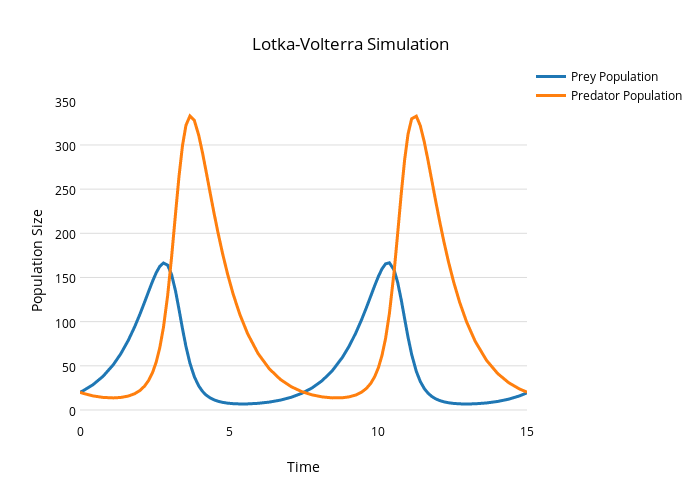 Lotka-Volterra Simulation
Prey Population
Predator Population
350
300
250
200
150
100
50
0
Population Size
0 5 10 15
Time